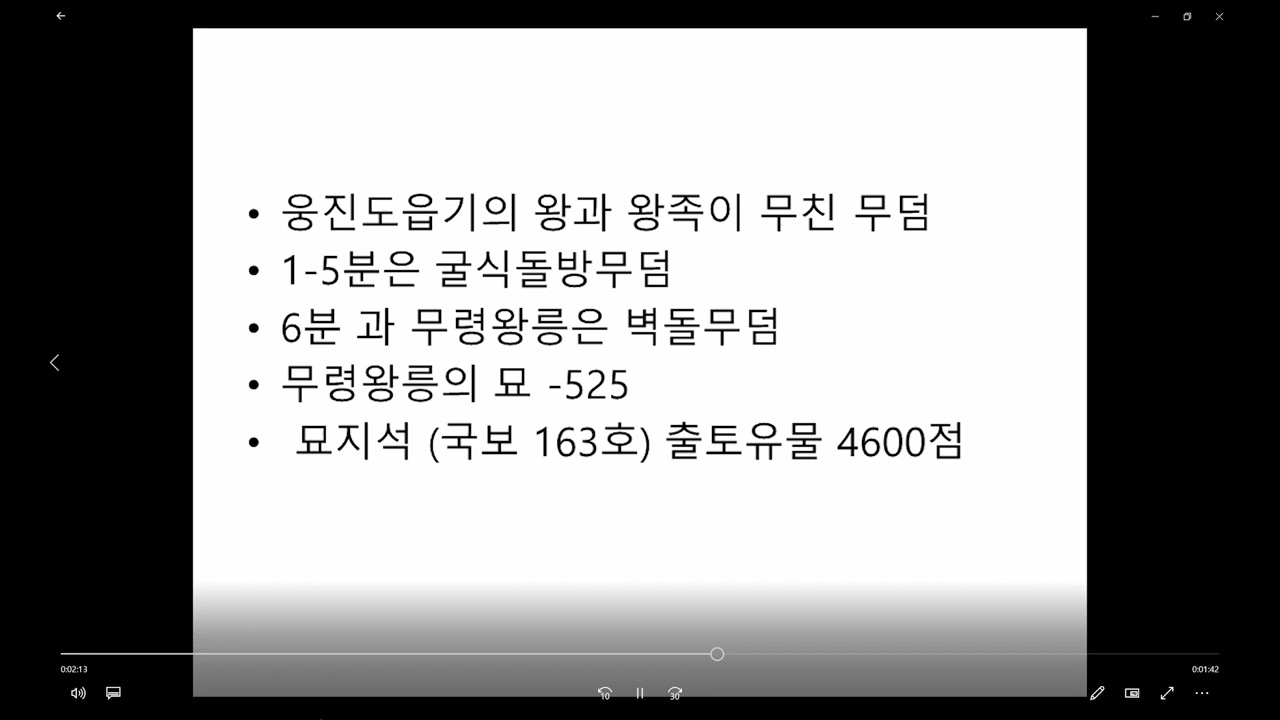 • 웅진도읍기의 왕과 왕족이 무친 무덤
• 1-5분은 굴식돌방무덤
• 6분 과 무령왕릉은 벽돌무덤
• 무령왕릉의 묘 -525
• 묘지석 (국보 163호) 출토유물 4600점
0:02:13
0:01:42
10
30